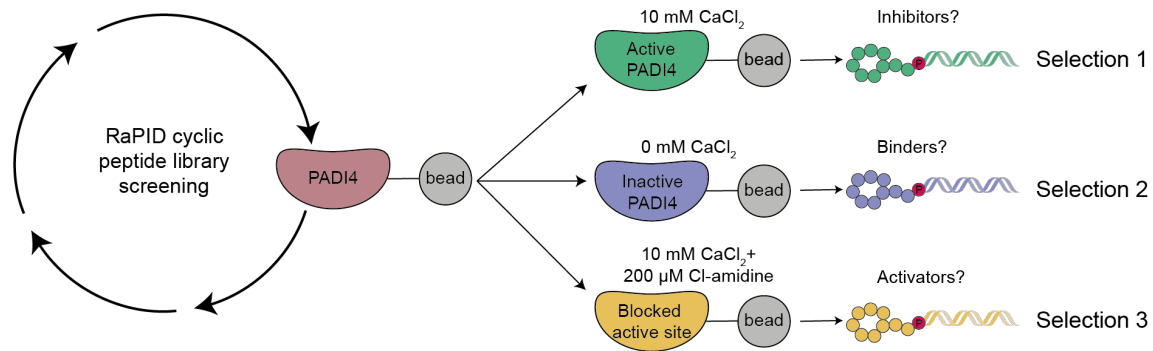 RaPID cyclic
peptide library
screening
PADI4
bead
10 mM CaCl₂
Active
PADI4
bead
Inhibitors?
P
Selection 1
0 mM CaCl₂
Inactive
PADI4
bead
Binders?
P
Selection 2
10 mM CaCl₂+
200 µM Cl-amidine
Blocked
active site
bead
Activators?
P
Selection 3